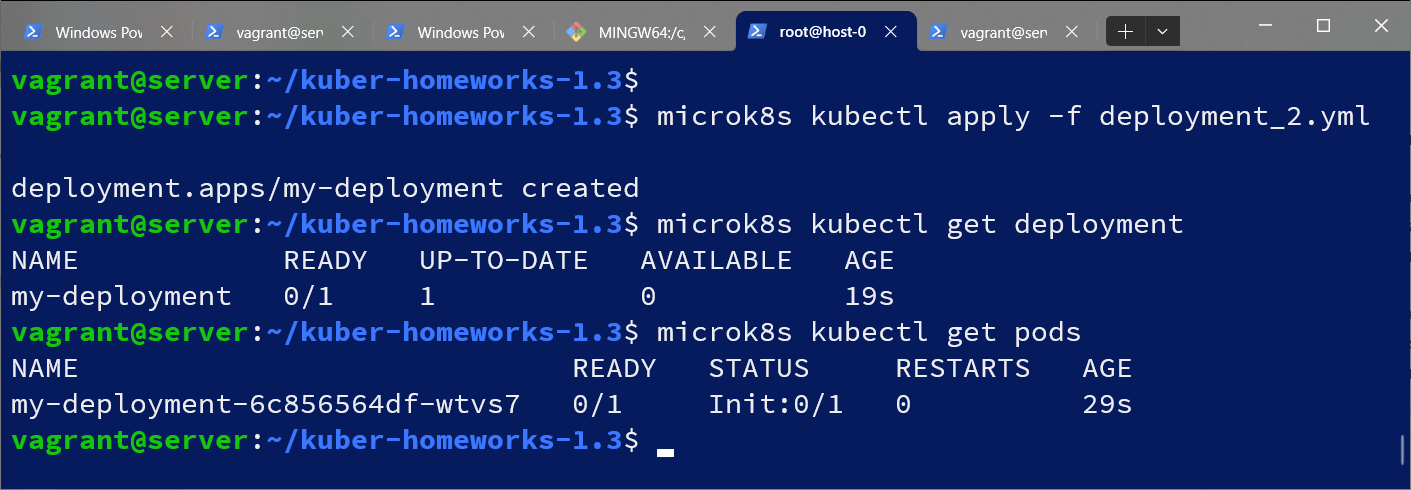 Windows Pov
vagrant@serv
Windows Pov
MINGW64:/c/
root@host-0
vagrant@serv
vagrant@server:~/kuber-homeworks-1.3$
vagrant@server:~/kuber-homeworks-1.3$ microk8s kubectl apply -f deployment_2.yml
deployment.apps/my-deployment created
vagrant@server:~/kuber-homeworks-1.3$ microk8s kubectl get deployment
NAME            READY   UP-TO-DATE   AVAILABLE   AGE
my-deployment   0/1     1            0           19s
vagrant@server:~/kuber-homeworks-1.3$ microk8s kubectl get pods
NAME                             READY   STATUS     RESTARTS   AGE
my-deployment-6c856564df-wtvs7   0/1     Init:0/1   0          29s
vagrant@server:~/kuber-homeworks-1.3$